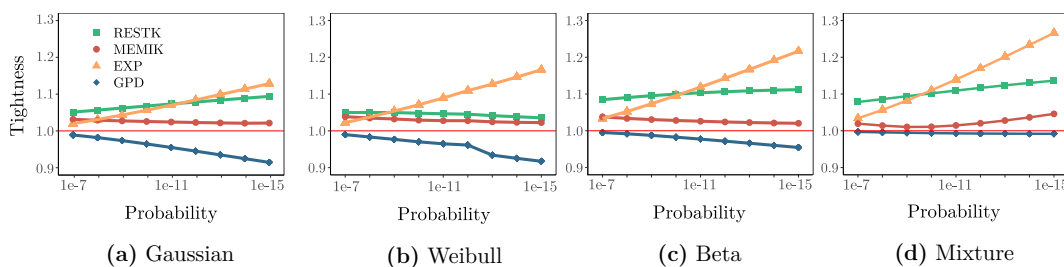 1.3
1.2
1.1
1.0
0.9
Tightness
RESTK
MEMIK
EXP
GPD
1e-7
1e-11
1e-15
Probability
(a) Gaussian
1.3
1.2
1.1
1.0
0.9
1e-7
1e-11
1e-15
Probability
(b) Weibull
1.3
1.2
1.1
1.0
0.9
1e-7
1e-11
1e-15
Probability
(c) Beta
1.3
1.2
1.1
1.0
0.9
1e-7
1e-11
1e-15
Probability
(d) Mixture